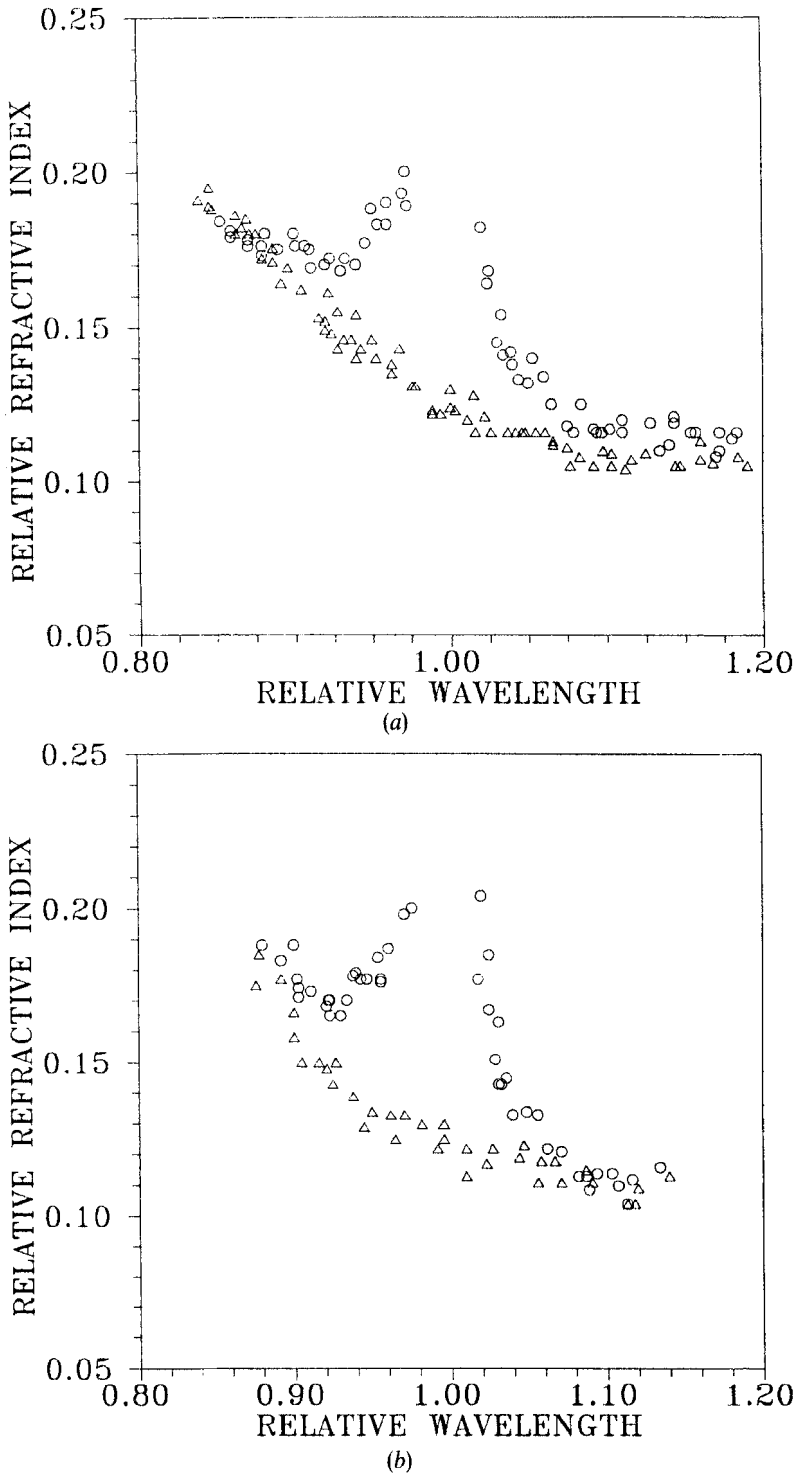 0.25
RELATIVE REFRACTIVE INDEX
0.20
0.15
0.10
0.05
0.80 1.00 1.20
RELATIVE WAVELENGTH
(a)
0.25
RELATIVE REFRACTIVE INDEX
0.20
0.15
0.10
0.05
0.80 0.90 1.00 1.10 1.20
RELATIVE WAVELENGTH
(b)